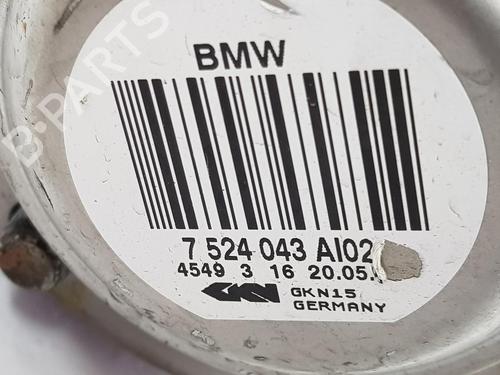 BMW
B-PARTS
7 524 043 AI02
4549 3 16 20.05.
GKN GKN15
GERMANY